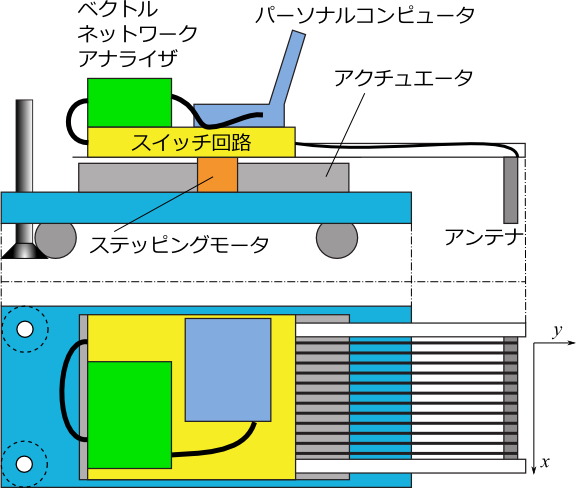 ベクトル
ネットワーク
アナライザ
パーソナルコンピュータ
アクチュエータ
スイッチ回路
ステッピングモータ
アンテナ
y
x